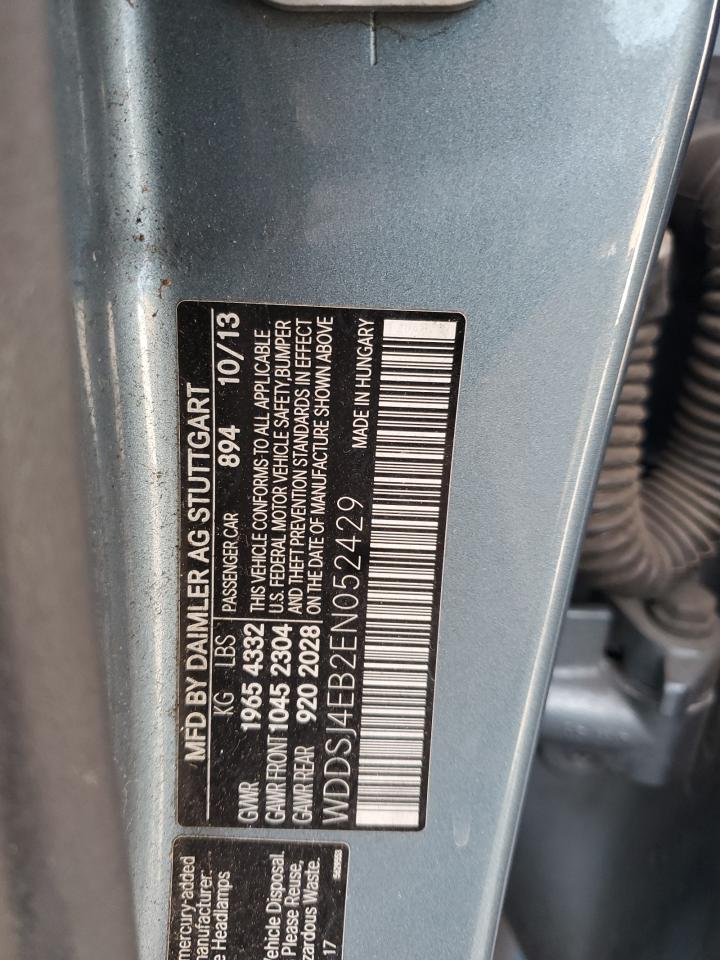 MFD BY DAIMLER AG STUTTGART
KG LBS PASSENGER CAR 894 10/13
GVWR 1965 4332 THIS VEHICLE CONFORMS TO ALL APPLICABLE
GAWR FRONT 1045 2304 U.S. FEDERAL MOTOR VEHICLE SAFETY, BUMPER
AND THEFT PREVENTION STANDARDS IN EFFECT
GAWR REAR 920 2028 ON THE DATE OF MANUFACTURE SHOWN ABOVE
WDDSJ4EB2EN052429 MADE IN HUNGARY
mercury-added
manufacturer.
e Headlamps
ehicle Disposal.
Please Reuse,
zardous Waste.
17